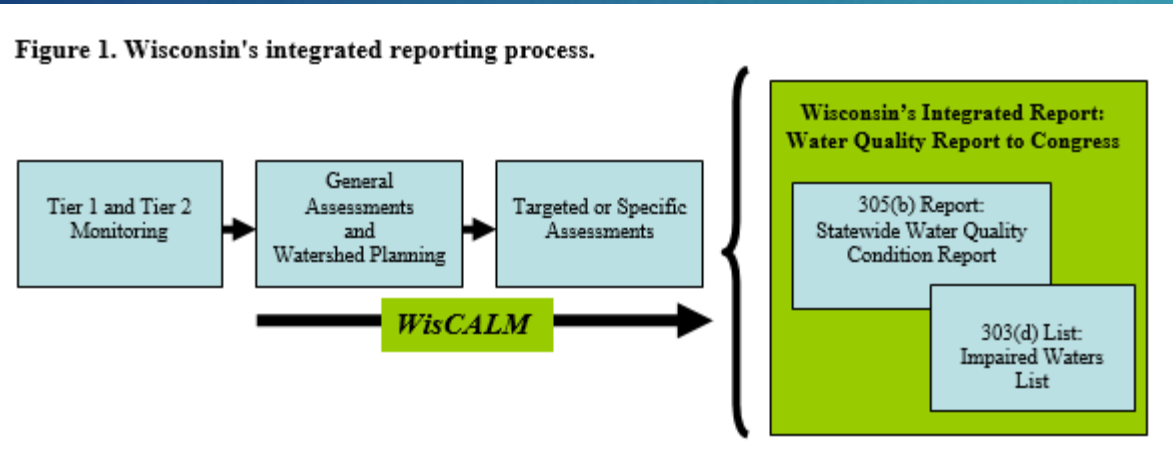 Figure 1. Wisconsin's integrated reporting process.
Tier 1 and Tier 2
Monitoring
General
Assessments
and
Watershed Planning
Targeted or Specific
Assessments
WisCALM
Wisconsin's Integrated Report:
Water Quality Report to Congress
305(b) Report:
Statewide Water Quality
Condition Report
303(d) List:
Impaired Waters
List